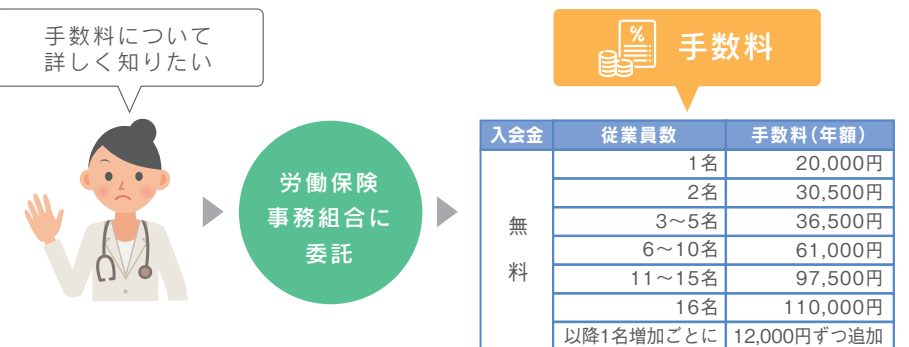 手数料について
詳しく知りたい
労働保険
事務組合に
委託
%
手数料
入会金 従業員数 手数料(年額)
無料
1名 20,000円
2名 30,500円
3～5名 36,500円
6～10名 61,000円
11～15名 97,500円
16名 110,000円
以降1名増加ごとに 12,000円ずつ追加